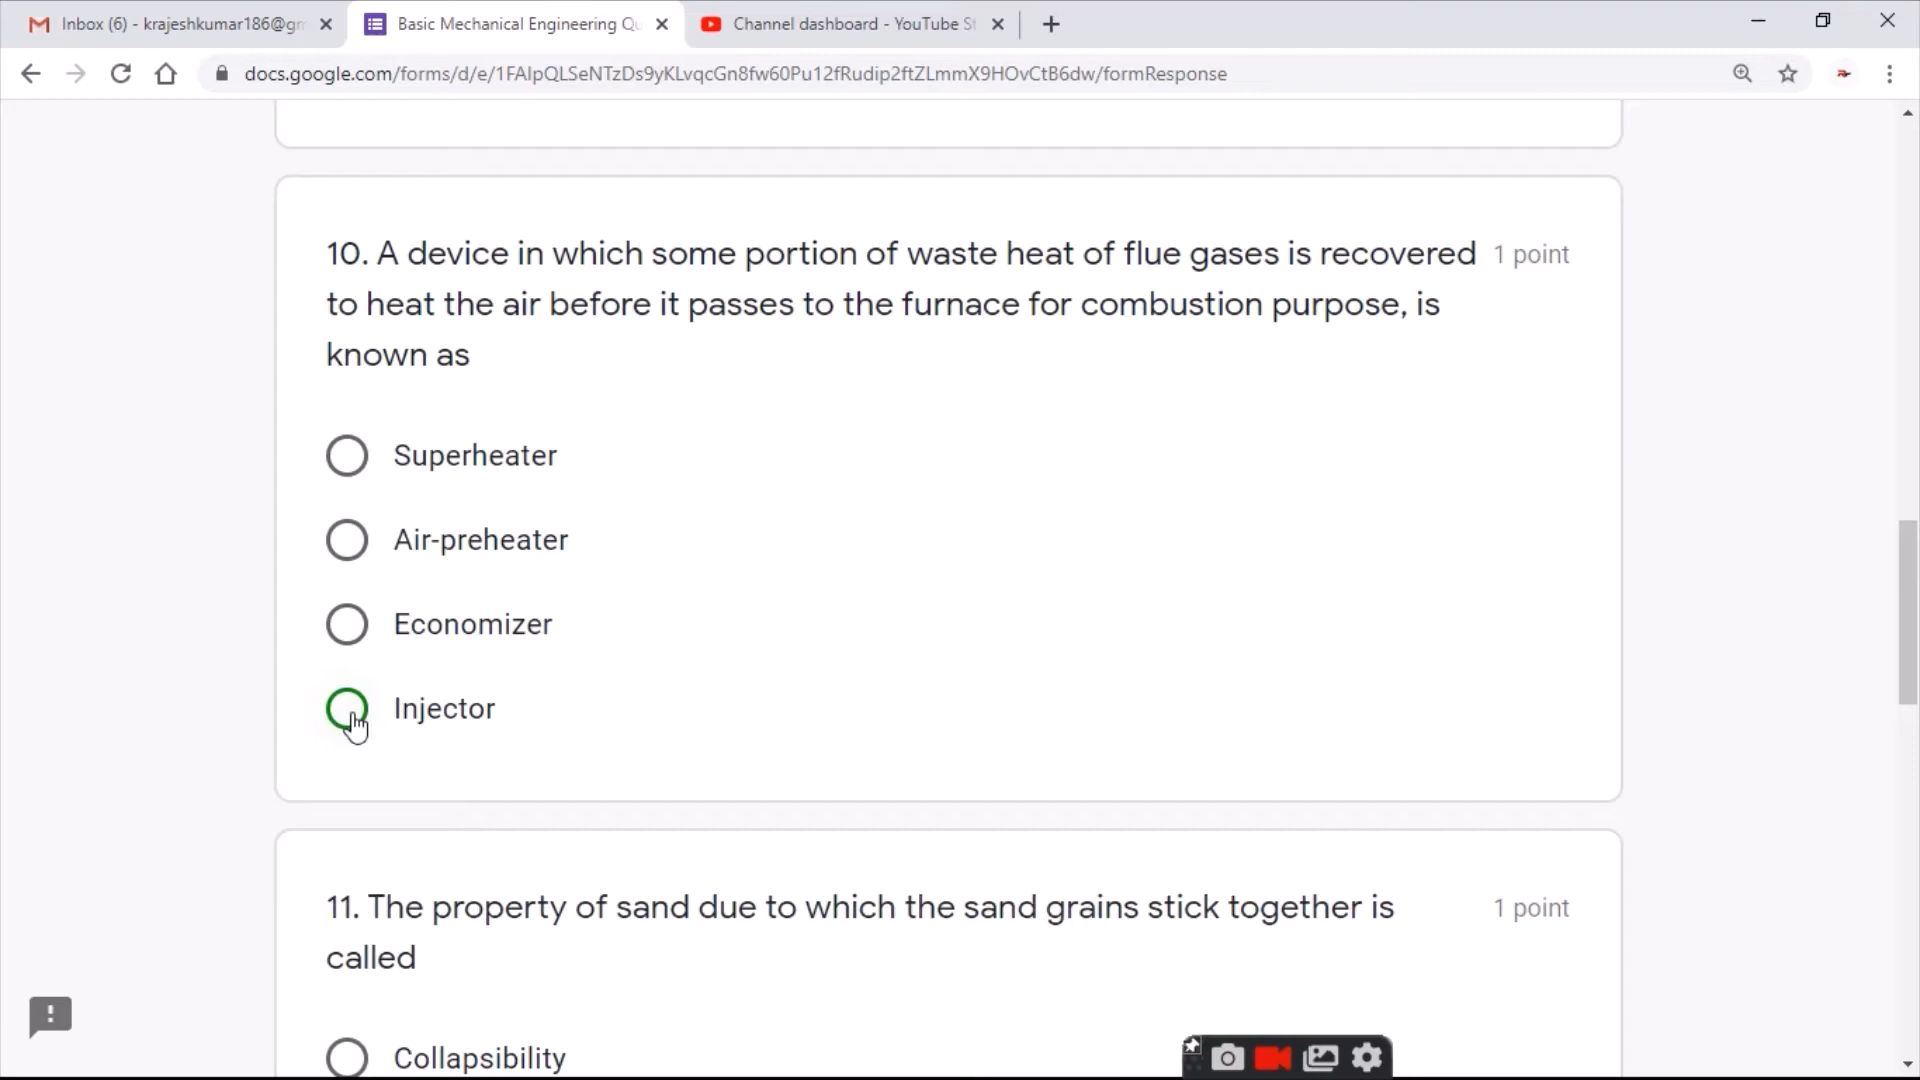 Inbox (6) - krajeshkumar186@gm
Basic Mechanical Engineering Qu
Channel dashboard - YouTube St
docs.google.com/forms/d/e/1FAIpQLSeNTzDs9yKLvqcGn8fw60Pu12fRudip2ftZLmmX9HOvCtB6dw/formResponse
10. A device in which some portion of waste heat of flue gases is recovered 1 point
to heat the air before it passes to the furnace for combustion purpose, is
known as
Superheater
Air-preheater
Economizer
Injector
11. The property of sand due to which the sand grains stick together is 1 point
called
Collapsibility